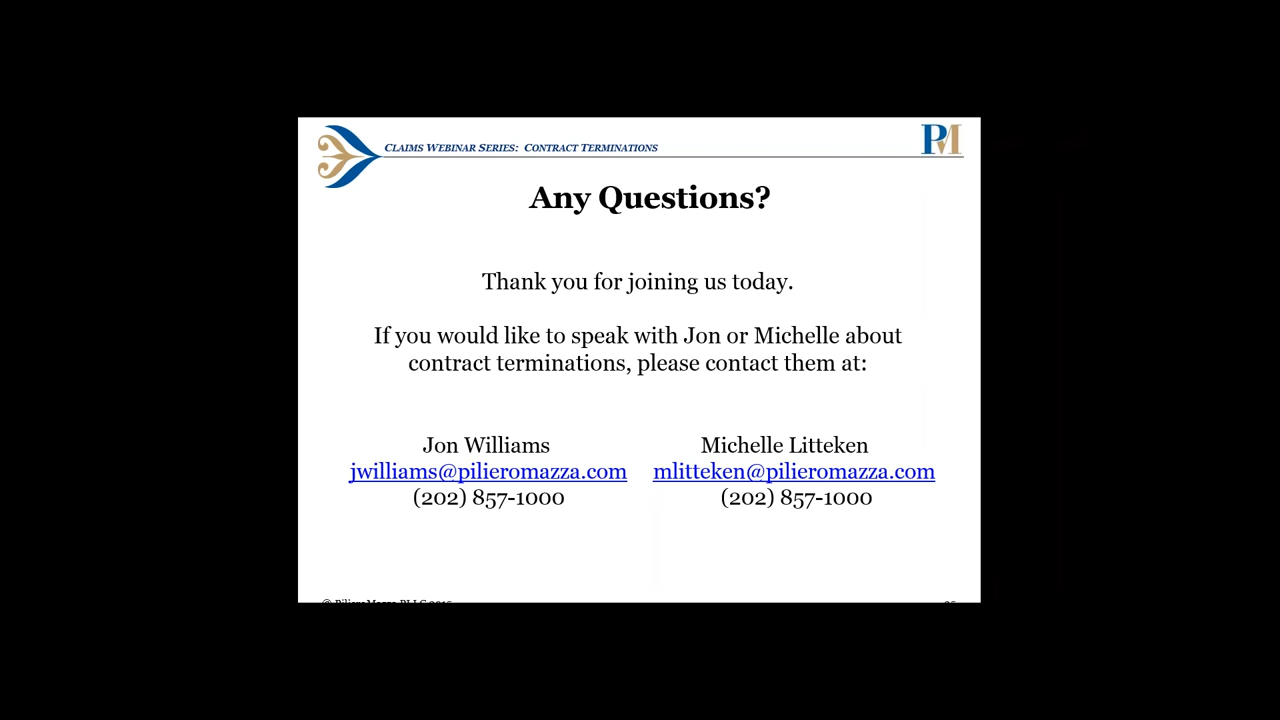 CLAIMS WEBINAR SERIES: CONTRACT TERMINATIONS
PM
Any Questions?
Thank you for joining us today.
If you would like to speak with Jon or Michelle about
contract terminations, please contact them at:
Jon Williams
jwilliams@pilieromazza.com
(202) 857-1000
Michelle Litteken
mlitteken@pilieromazza.com
(202) 857-1000